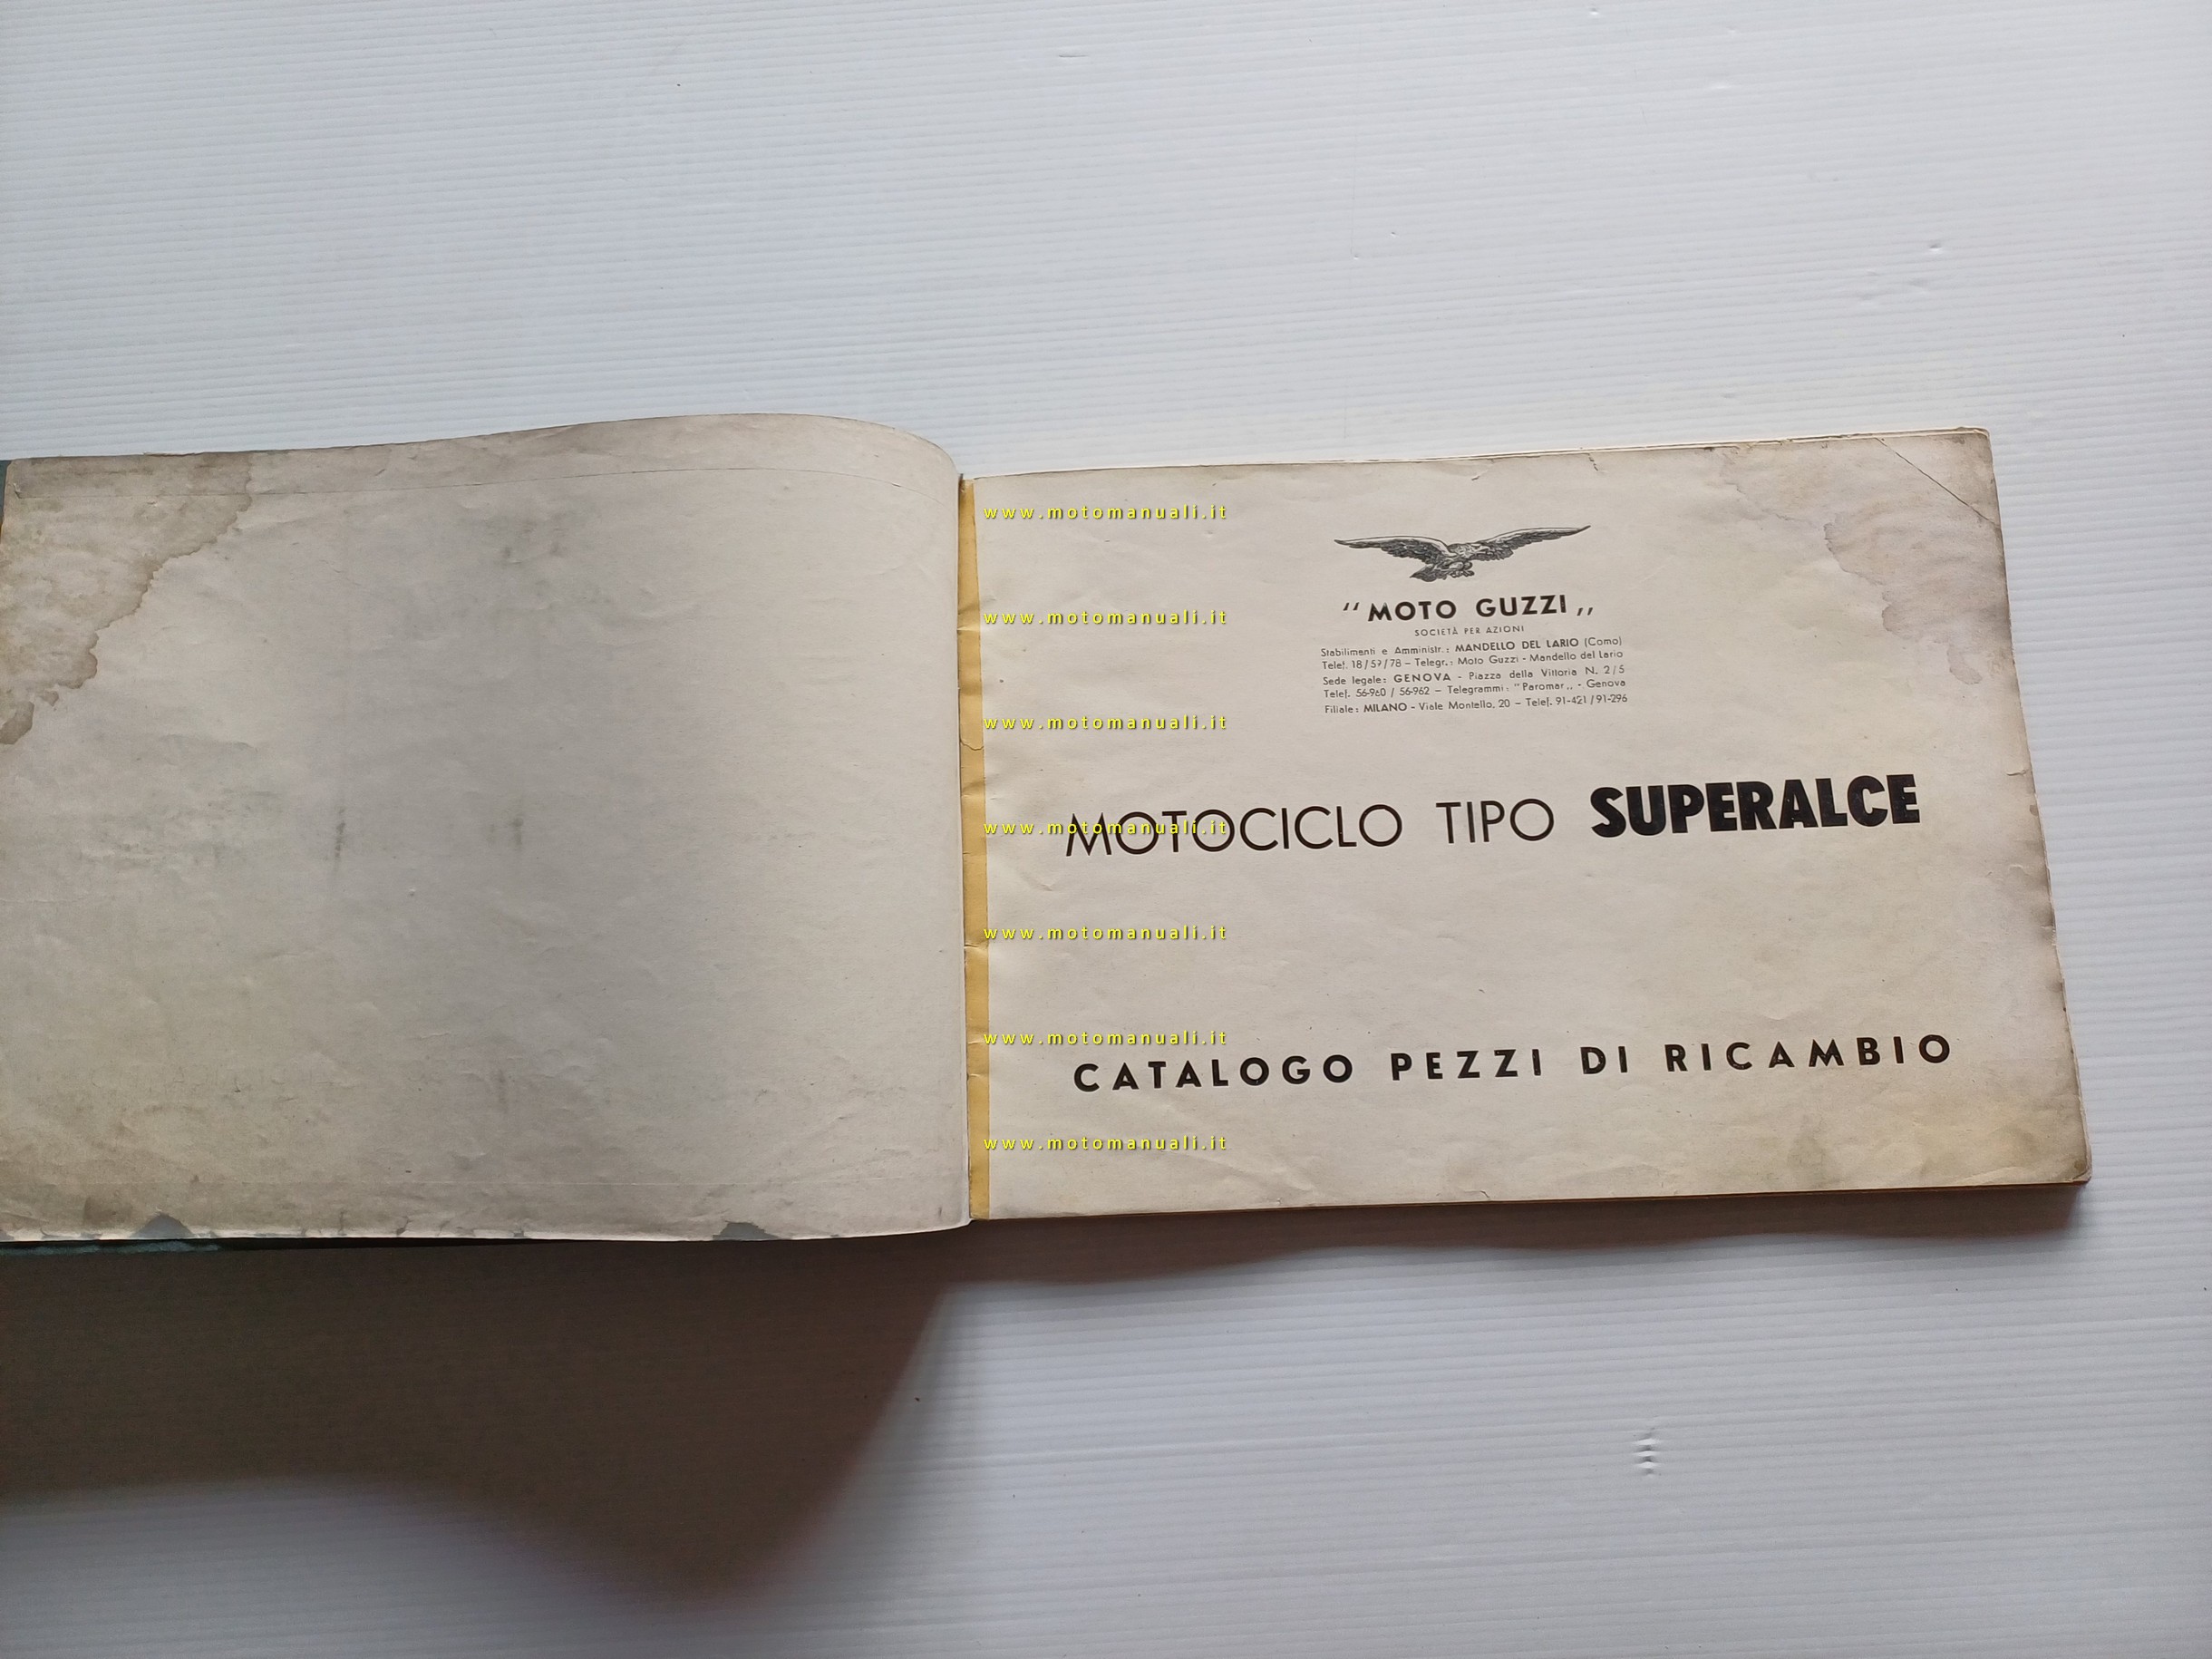 www.motomanuali.it
"MOTO GUZZI„
SOCIETÀ PER AZIONI
www.motomanuali.it
Stabilimenti e Amministr.: MANDELLO DEL LARIO (Como)
Telef. 18/57/78 – Telegr.: Moto Guzzi - Mandello del Lario
Sede legale: GENOVA - Piazza della Vittoria N. 2/5
Telef. 56-960 / 56-962 – Telegrammi: "Paromar„ - Genova
Filiale: MILANO - Viale Montello, 20 – Telef. 91-421/91-296
www.motomanuali.it
MOTOCICLO TIPO SUPERALCE
www.motomanuali.it
www.motomanuali.it
www.motomanuali.it
CATALOGO PEZZI DI RICAMBIO
www.motomanuali.it